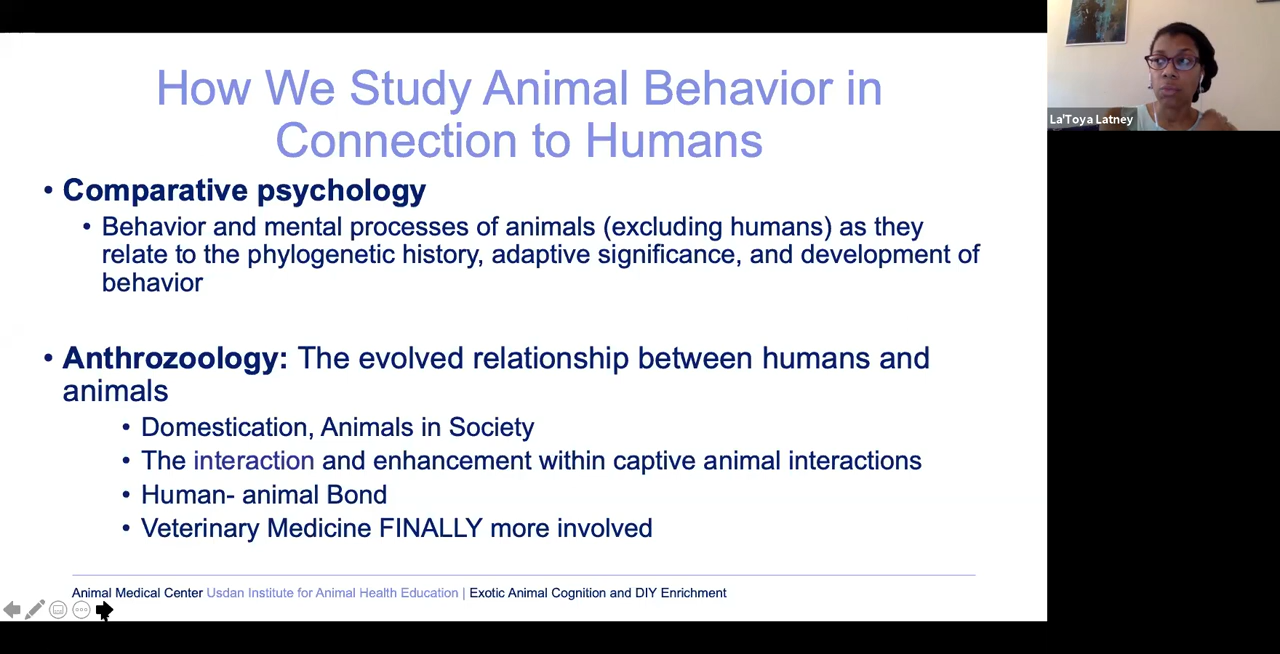 How We Study Animal Behavior in
Connection to Humans
• Comparative psychology
• Behavior and mental processes of animals (excluding humans) as they
relate to the phylogenetic history, adaptive significance, and development of
behavior
• Anthrozoology: The evolved relationship between humans and
animals
• Domestication, Animals in Society
• The interaction and enhancement within captive animal interactions
• Human- animal Bond
• Veterinary Medicine FINALLY more involved
Animal Medical Center Usdan Institute for Animal Health Education | Exotic Animal Cognition and DIY Enrichment
La'Toya Latney